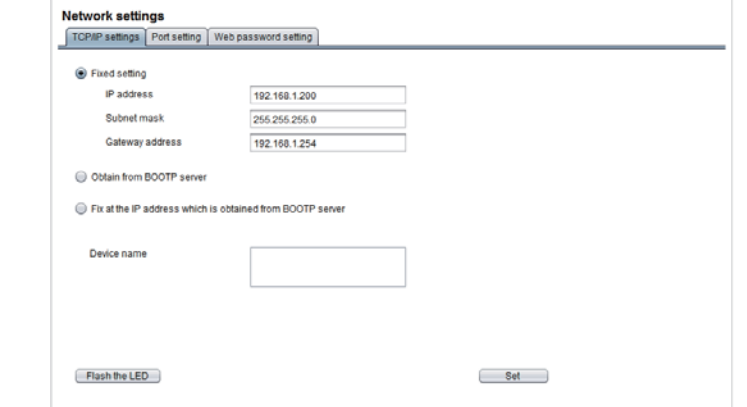 Network settings
TCP/IP settings Port setting Web password setting
Fixed setting
IP address 192.168.1.200
Subnet mask 255.255.255.0
Gateway address 192.168.1.254
Obtain from BOOTP server
Fix at the IP address which is obtained from BOOTP server
Device name
Flash the LED Set